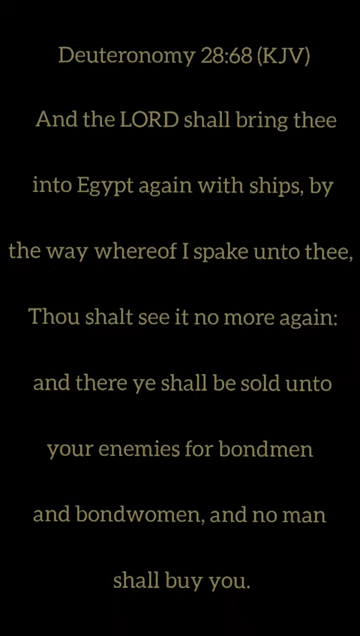 Deuteronomy 28:68 (KJV)
And the LORD shall bring thee
into Egypt again with ships, by
the way whereof I spake unto thee,
Thou shalt see it no more again:
and there ye shall be sold unto
your enemies for bondmen
and bondwomen, and no man
shall buy you.